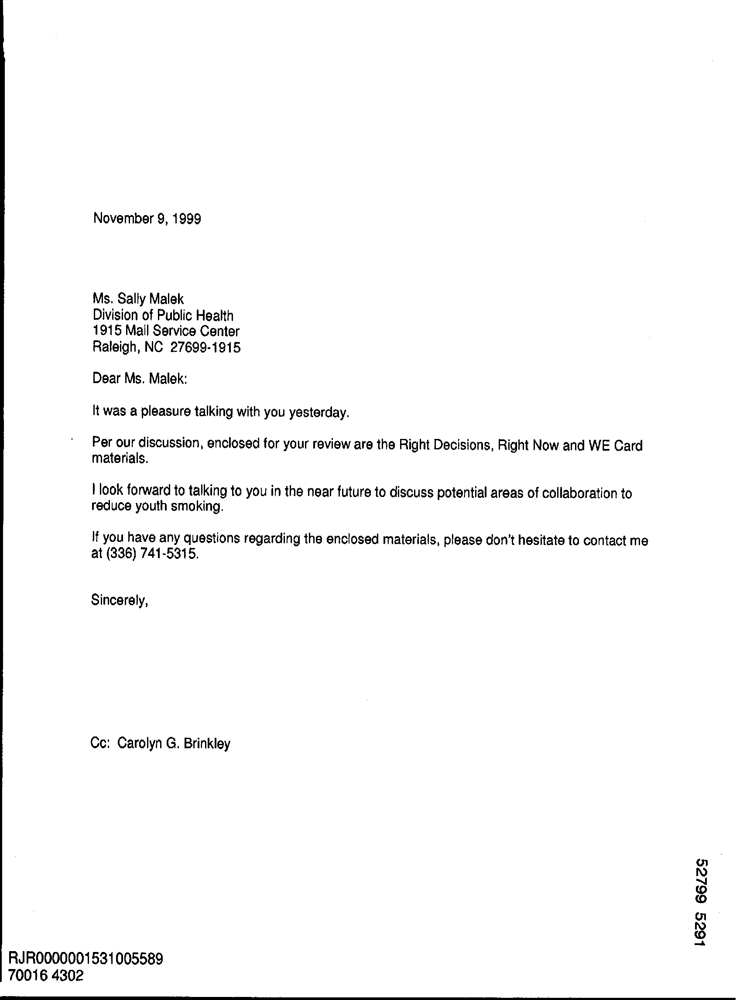 November 9, 1999
Ms. Sally Malek
Division of Public Health
1915 Mail Service Center
Raleigh, NC 27699-1915
Dear Ms. Malek:
It was a pleasure talking with you yesterday.
Per our discussion, enclosed for your review are the Right Decisions, Right Now and WE Card
materials.
I look forward to talking to you in the near future to discuss potential areas of collaboration to
reduce youth smoking.
If you have any questions regarding the enclosed materials, please don't hesitate to contact me
at (336) 741-5315.
Sincerely,
Cc: Carolyn G. Brinkley
52799 5291
RJR0000001531005589
70016 4302